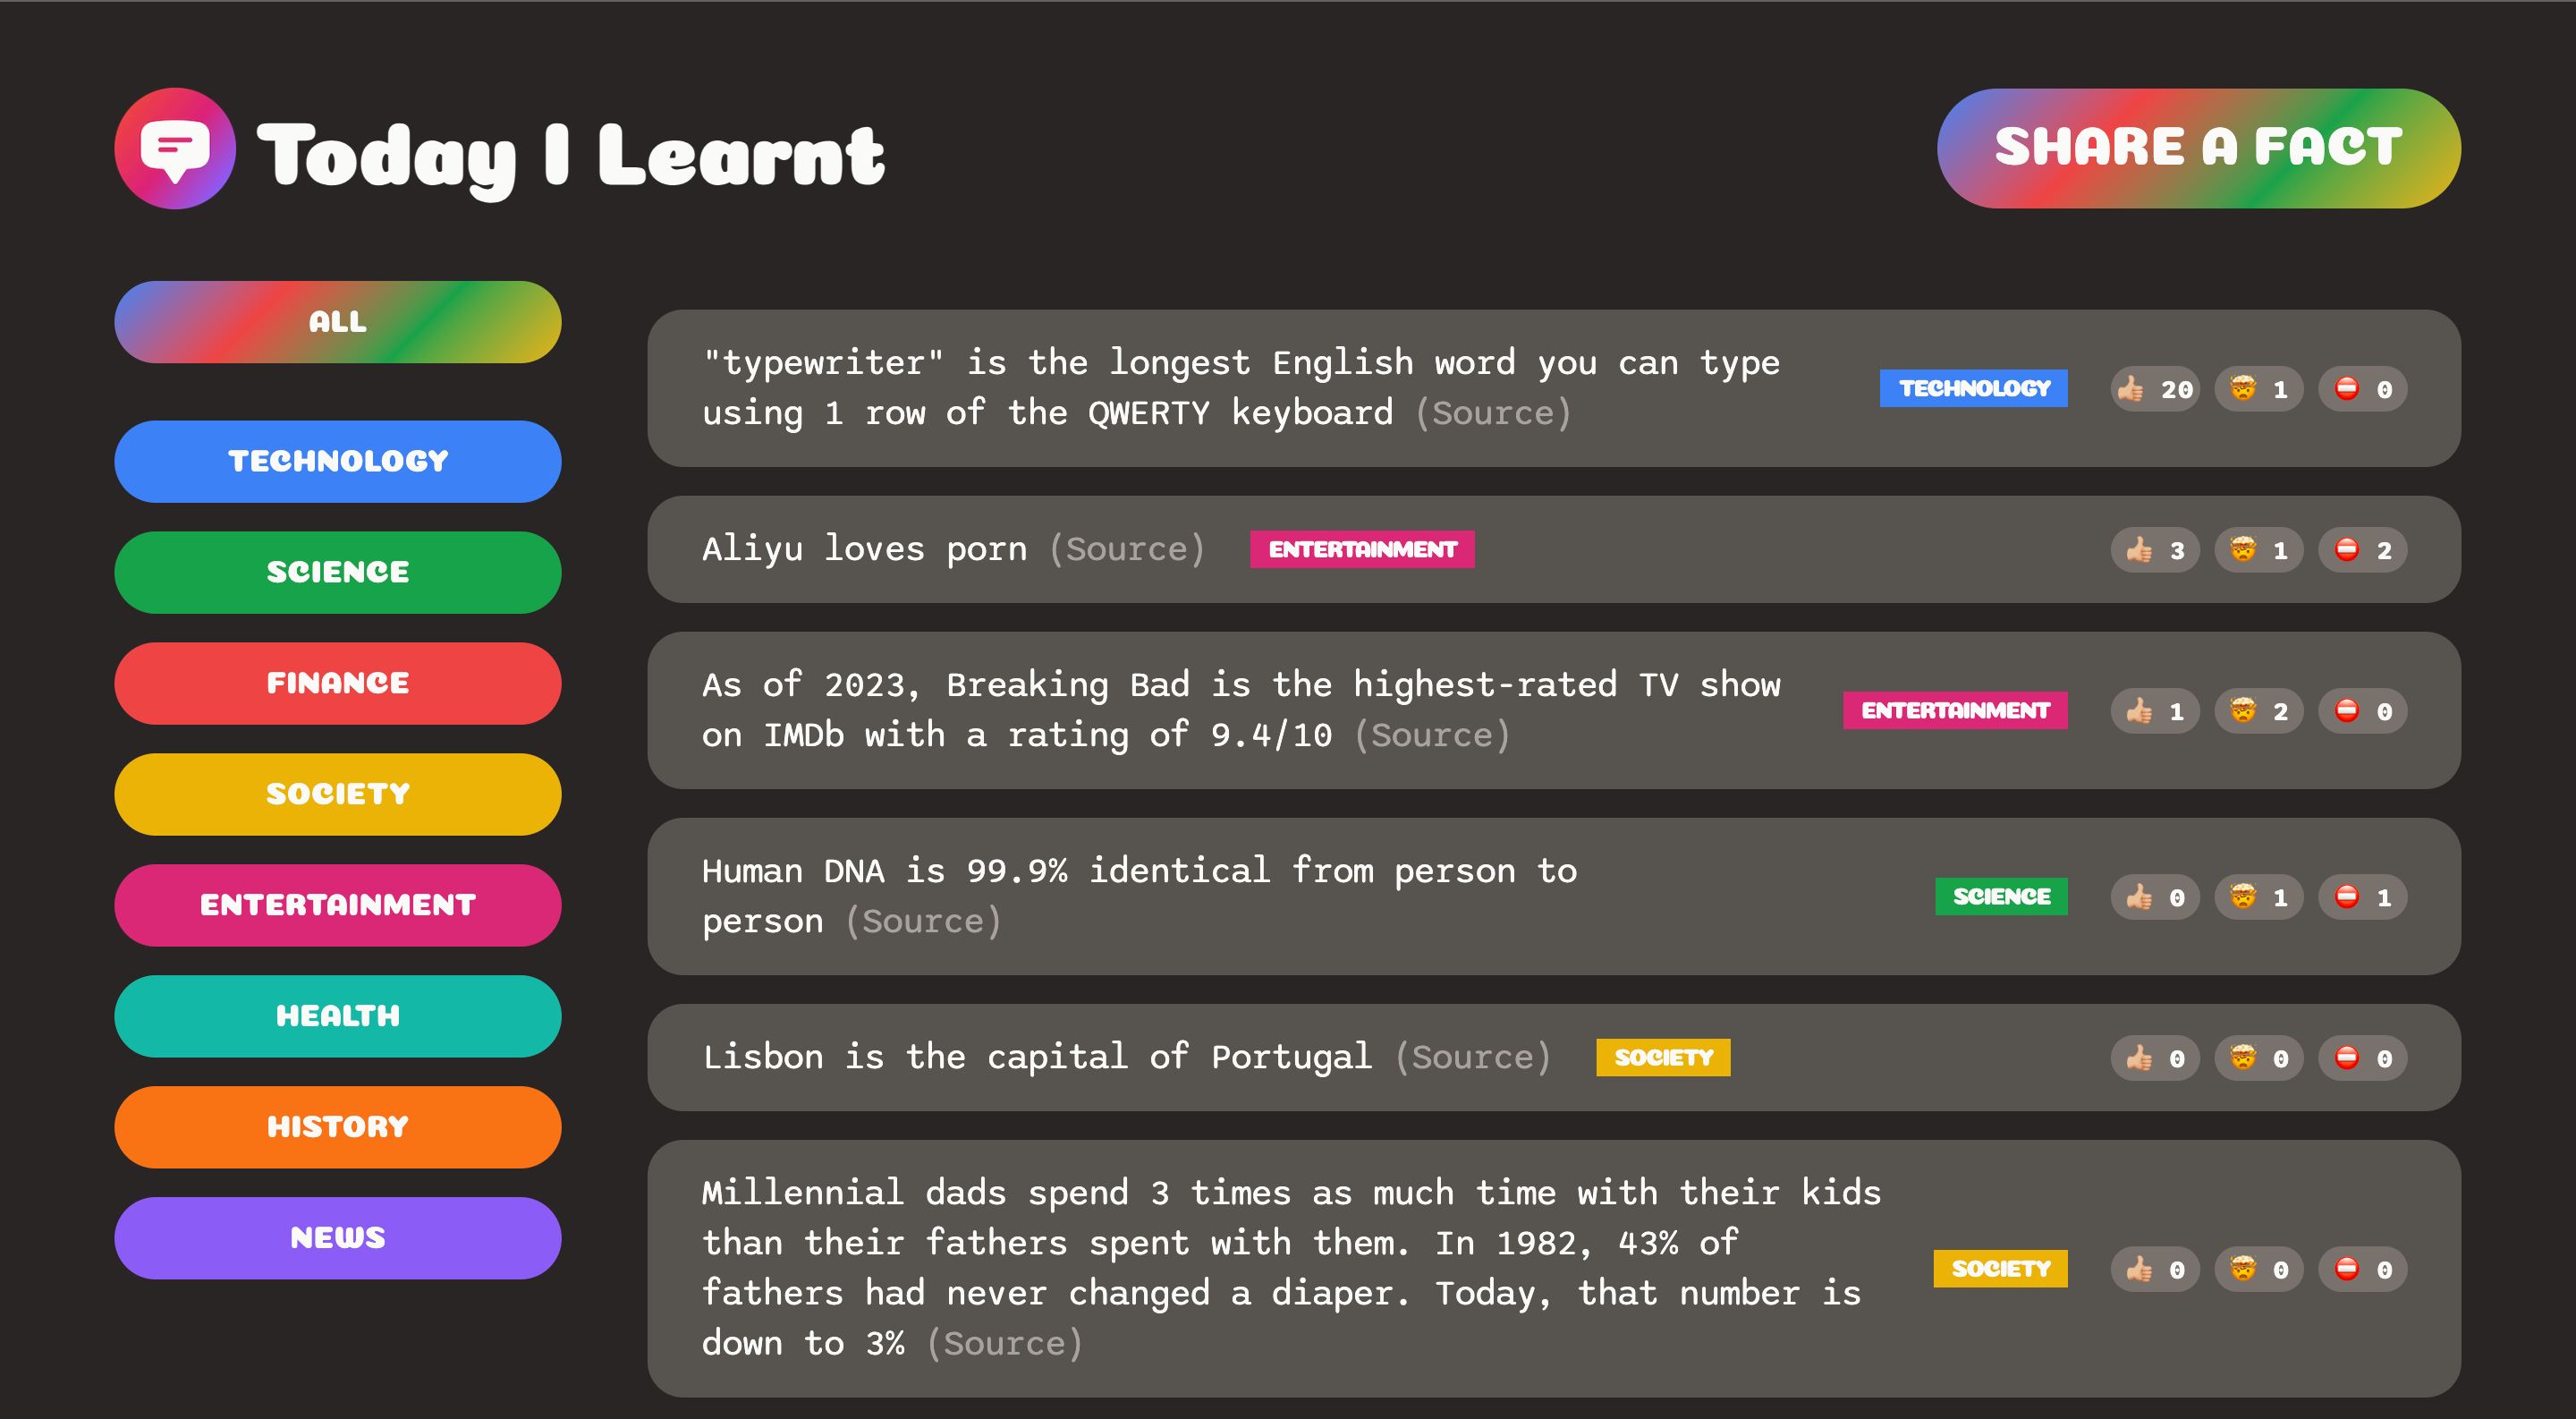 Today I Learnt
SHARE A FACT
ALL
TECHNOLOGY
SCIENCE
FINANCE
SOCIETY
ENTERTAINMENT
HEALTH
HISTORY
NEWS
"typewriter" is the longest English word you can type
using 1 row of the QWERTY keyboard (Source)
TECHNOLOGY
👍🏼 20 🤯 1 ⛔️ 0
Aliyu loves porn (Source)
ENTERTAINMENT
👍🏼 3 🤯 1 ⛔️ 2
As of 2023, Breaking Bad is the highest-rated TV show
on IMDb with a rating of 9.4/10 (Source)
ENTERTAINMENT
👍🏼 1 🤯 2 ⛔️ 0
Human DNA is 99.9% identical from person to
person (Source)
SCIENCE
👍🏼 0 🤯 1 ⛔️ 1
Lisbon is the capital of Portugal (Source)
SOCIETY
👍🏼 0 🤯 0 ⛔️ 0
Millennial dads spend 3 times as much time with their kids
than their fathers spent with them. In 1982, 43% of
fathers had never changed a diaper. Today, that number is
down to 3% (Source)
SOCIETY
👍🏼 0 🤯 0 ⛔️ 0